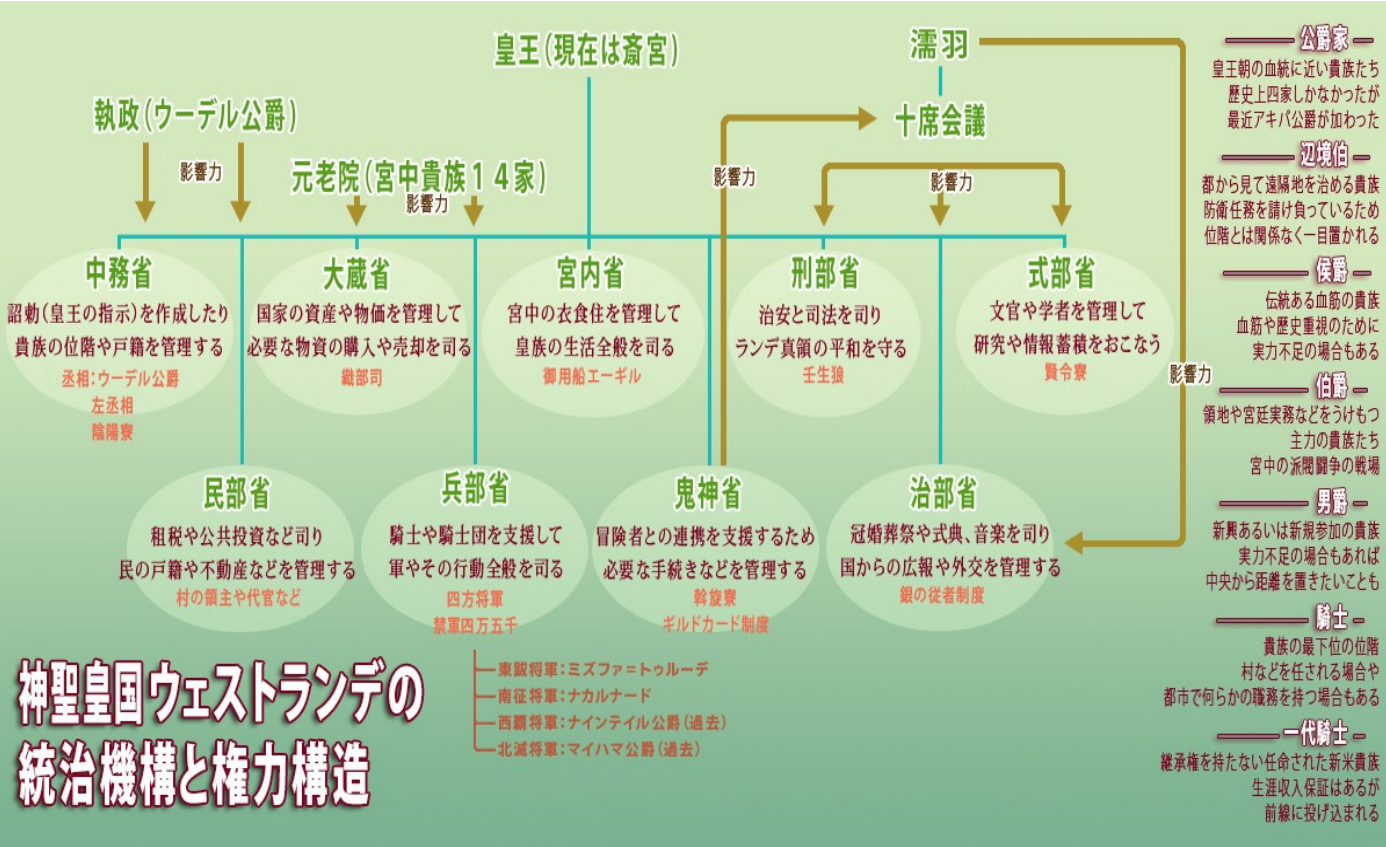 皇王(現在は斎宮)
濡羽
執政(ウーデル公爵)
十席会議
影響力
元老院(宮中貴族14家)
影響力
影響力
影響力
影響力
中務省
詔勅(皇王の指示)を作成したり
貴族の位階や戸籍を管理する
丞相:ウーデル公爵
左丞相
陰陽寮
大蔵省
国家の資産や物価を管理して
必要な物資の購入や売却を司る
織部司
宮内省
宮中の衣食住を管理して
皇族の生活全般を司る
御用船エーギル
刑部省
治安と司法を司り
ランデ真領の平和を守る
壬生狼
式部省
文官や学者を管理して
研究や情報蓄積をおこなう
賢令寮
民部省
租税や公共投資など司り
民の戸籍や不動産などを管理する
村の領主や代官など
兵部省
騎士や騎士団を支援して
軍やその行動全般を司る
四方将軍
禁軍四万五千
東蹴将軍:ミズファ=トゥルーデ
南征将軍:ナカルナード
西覇将軍:ナインテイル公爵(過去)
北滅将軍:マイハマ公爵(過去)
鬼神省
冒険者との連携を支援するため
必要な手続きなどを管理する
斡旋寮
ギルドカード制度
治部省
冠婚葬祭や式典、音楽を司り
国からの広報や外交を管理する
銀の従者制度
公爵家
皇王朝の血統に近い貴族たち
歴史上四家しかなかったが
最近アキバ公爵が加わった
辺境伯
都から見て遠隔地を治める貴族
防衛任務を請け負っているため
位階とは関係なく一目置かれる
侯爵
伝統ある血筋の貴族
血筋や歴史重視のために
実力不足の場合もある
伯爵
領地や宮廷実務などをうけもつ
主力の貴族たち
宮中の派閥闘争の戦場
男爵
新興あるいは新規参加の貴族
実力不足の場合もあれば
中央から距離を置きたいことも
騎士
貴族の最下位の位階
村などを任される場合や
都市で何らかの職務を持つ場合もある
一代騎士
継承権を持たない任命された新米貴族
生涯収入保証はあるが
前線に投げ込まれる
神聖皇国ウェストランデの
統治機構と権力構造